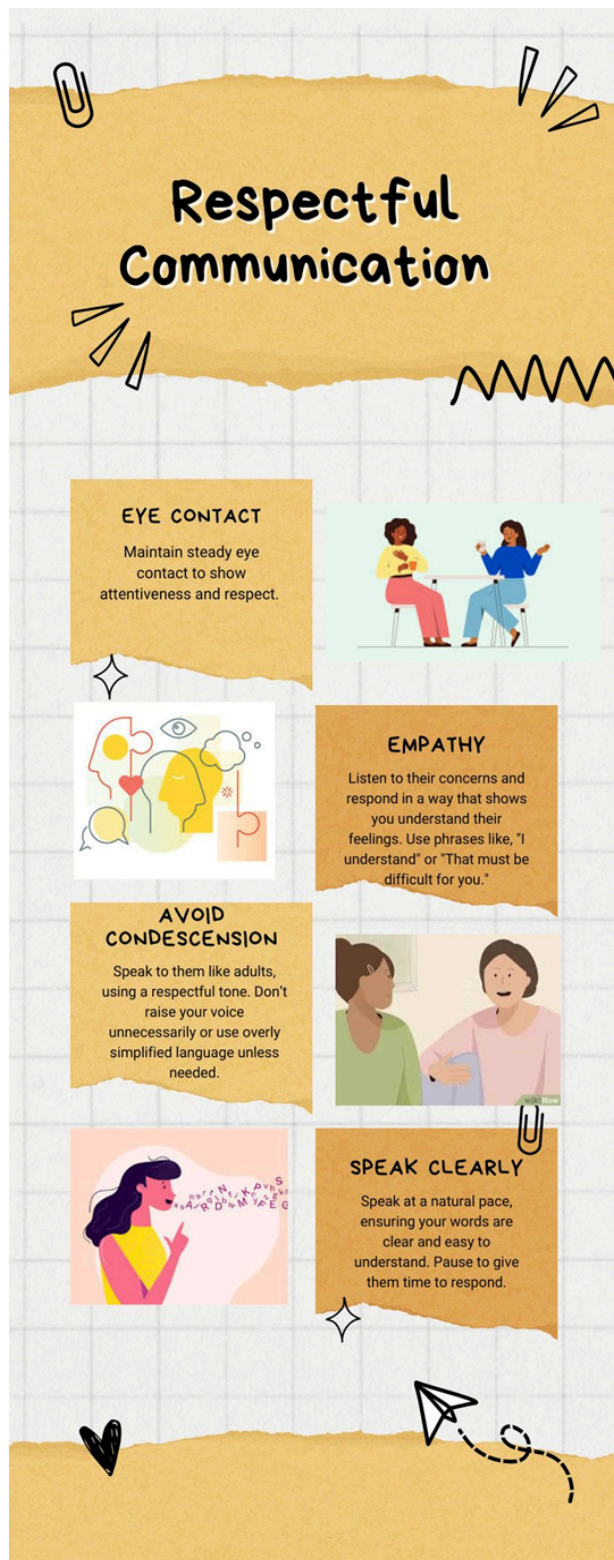 Respectful
Communication
EYE CONTACT
Maintain steady eye
contact to show
attentiveness and respect.
EMPATHY
Listen to their concerns and
respond in a way that shows
you understand their
feelings. Use phrases like, "I
understand" or "That must be
difficult for you."
AVOID
CONDESCENSION
Speak to them like adults,
using a respectful tone. Don't
raise your voice
unnecessarily or use overly
simplified language unless
needed.
wikiHow
SPEAK CLEARLY
Speak at a natural pace,
ensuring your words are
clear and easy to
understand. Pause to give
them time to respond.